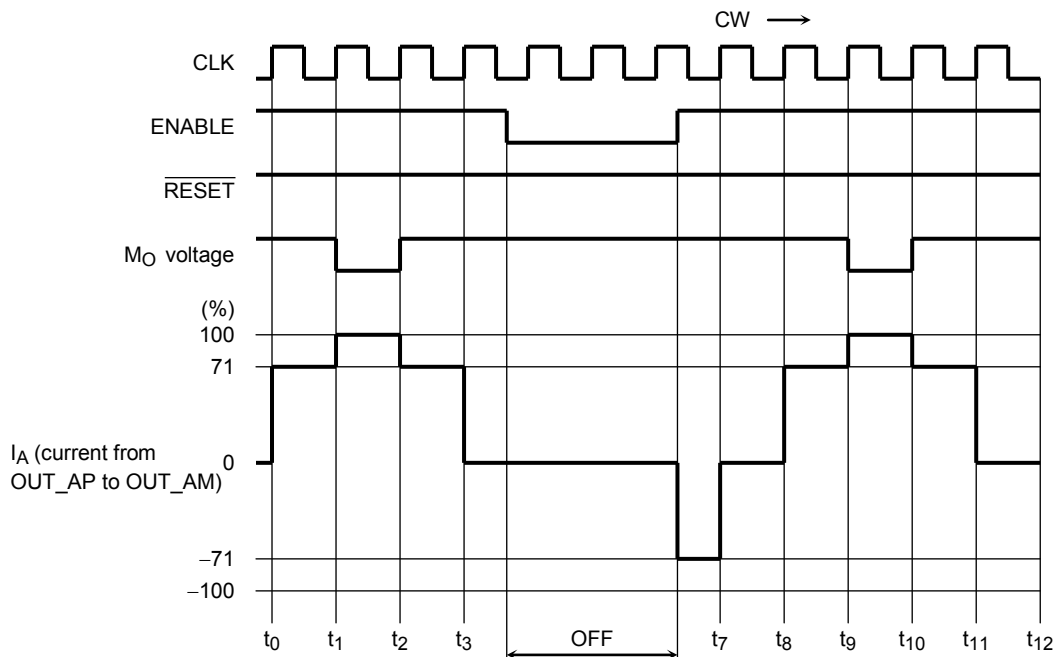 CW
CLK
ENABLE
RESET
MO voltage
(%)
100
71
IA (current from
OUT_AP to OUT_AM)
0
–71
–100
t0 t1 t2 t3 OFF t7 t8 t9 t10 t11 t12